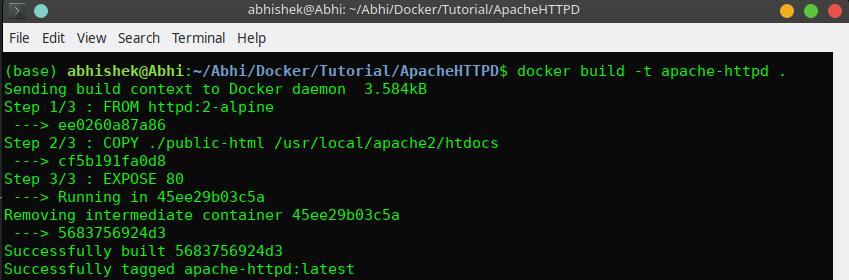 abhishek@Abhi: ~/Abhi/Docker/Tutorial/ApacheHTTPD
File Edit View Search Terminal Help
(base) abhishek@Abhi:~/Abhi/Docker/Tutorial/ApacheHTTPD$ docker build -t apache-httpd .
Sending build context to Docker daemon  3.584kB
Step 1/3 : FROM httpd:2-alpine
 ---> ee0260a87a86
Step 2/3 : COPY ./public-html /usr/local/apache2/htdocs
 ---> cf5b191fa0d8
Step 3/3 : EXPOSE 80
 ---> Running in 45ee29b03c5a
Removing intermediate container 45ee29b03c5a
 ---> 5683756924d3
Successfully built 5683756924d3
Successfully tagged apache-httpd:latest